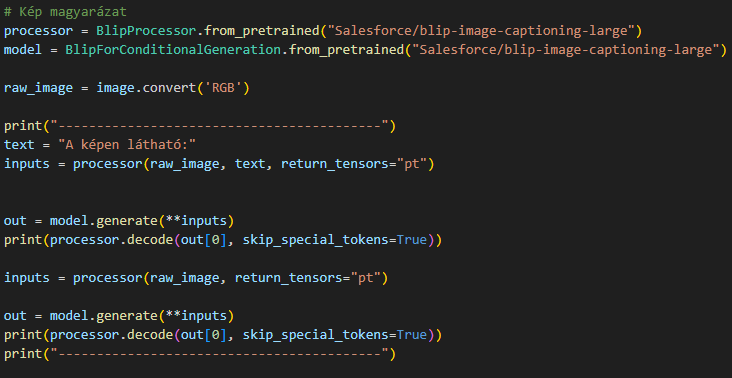 # Kép magyarázat
processor = BlipProcessor.from_pretrained("Salesforce/blip-image-captioning-large")
model = BlipForConditionalGeneration.from_pretrained("Salesforce/blip-image-captioning-large")
raw_image = image.convert('RGB')
print("------------------------------------------")
text = "A képen látható:"
inputs = processor(raw_image, text, return_tensors="pt")
out = model.generate(**inputs)
print(processor.decode(out[0], skip_special_tokens=True))
inputs = processor(raw_image, return_tensors="pt")
out = model.generate(**inputs)
print(processor.decode(out[0], skip_special_tokens=True))
print("------------------------------------------")